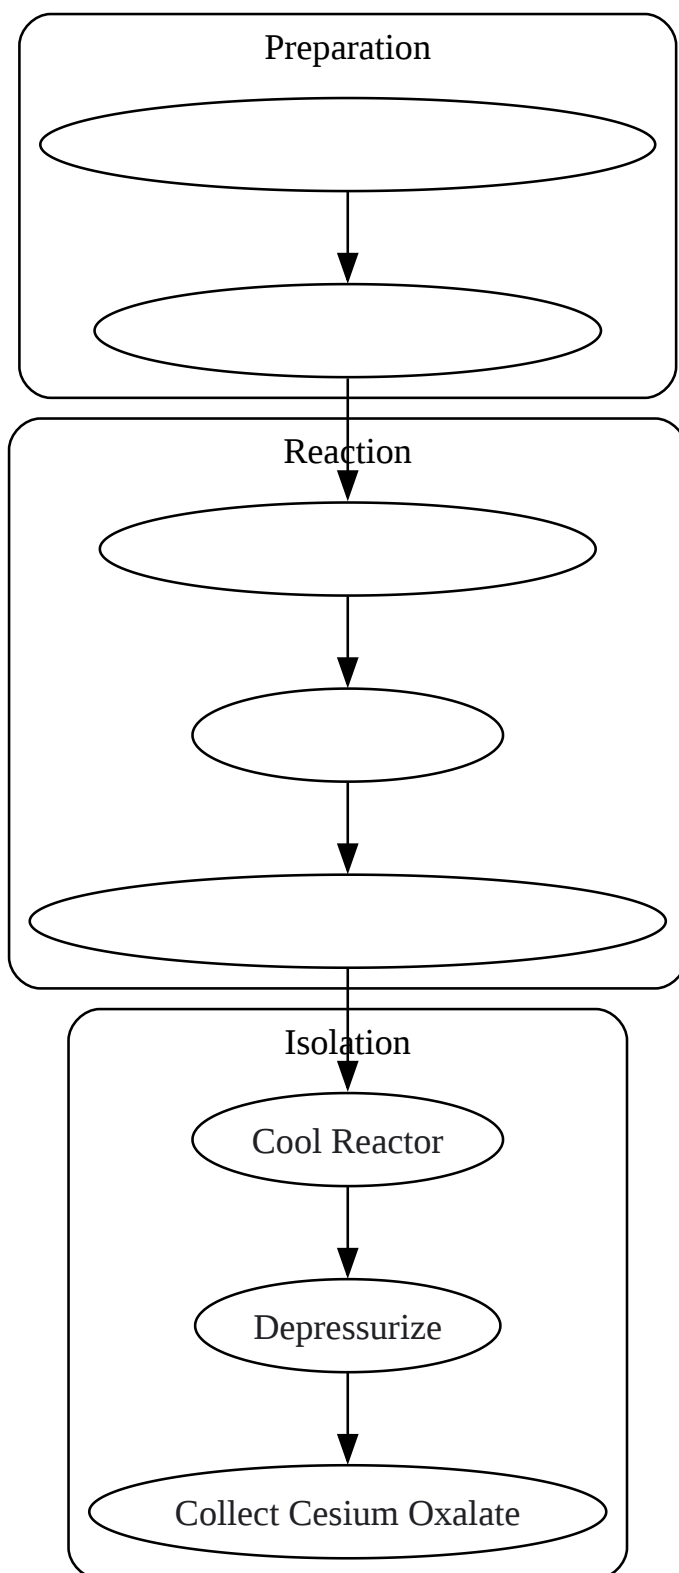 Preparation
Reaction
Isolation
Cool Reactor
Depressurize
Collect Cesium Oxalate